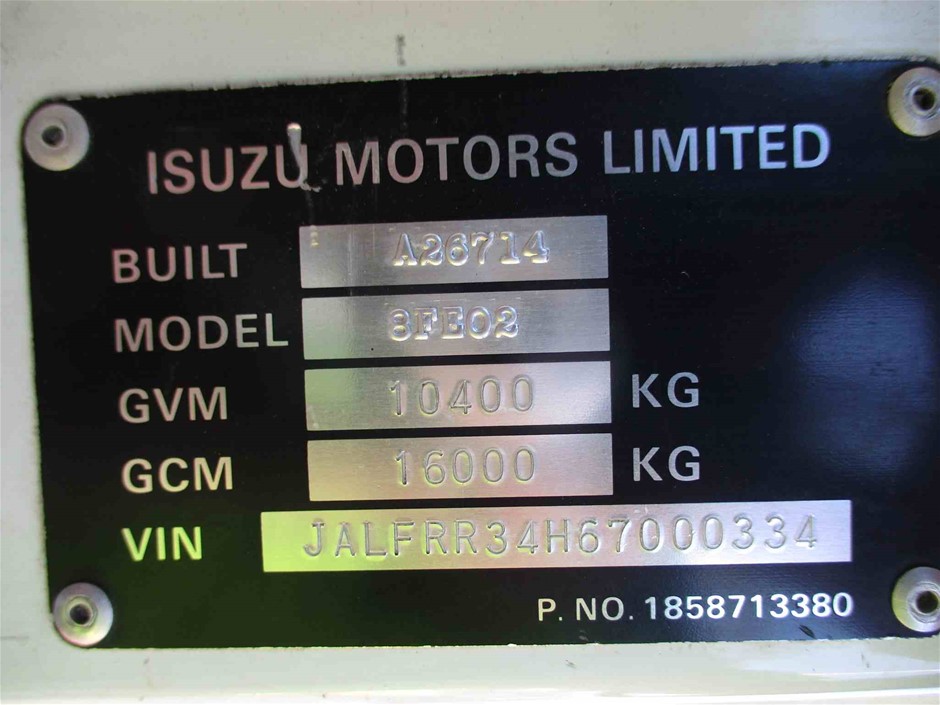 ISUZU MOTORS LIMITED
BUILT A26714
MODEL 8FE02
GVM 10400 KG
GCM 16000 KG
VIN JALFRR34H67000334
P. NO. 1858713380